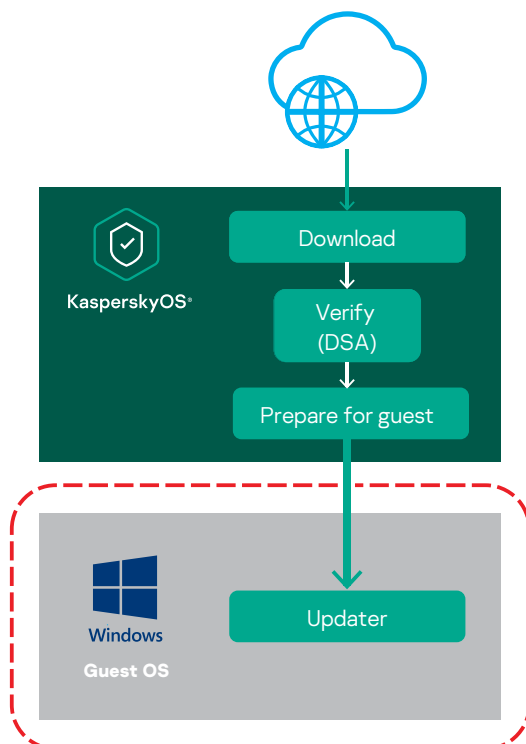 Download
KasperskyOS®
Verify
(DSA)
Prepare for guest
Windows
Guest OS
Updater